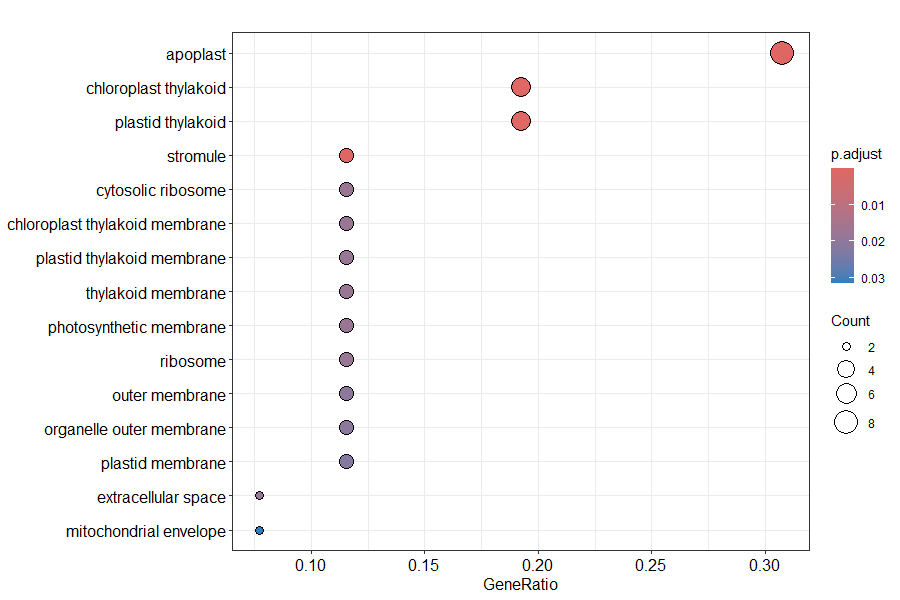 apoplast
chloroplast thylakoid
plastid thylakoid
stromule
cytosolic ribosome
chloroplast thylakoid membrane
plastid thylakoid membrane
thylakoid membrane
photosynthetic membrane
ribosome
outer membrane
organelle outer membrane
plastid membrane
extracellular space
mitochondrial envelope
0.10 0.15 0.20 0.25 0.30
GeneRatio
p.adjust
0.01
0.02
0.03
Count
2
4
6
8